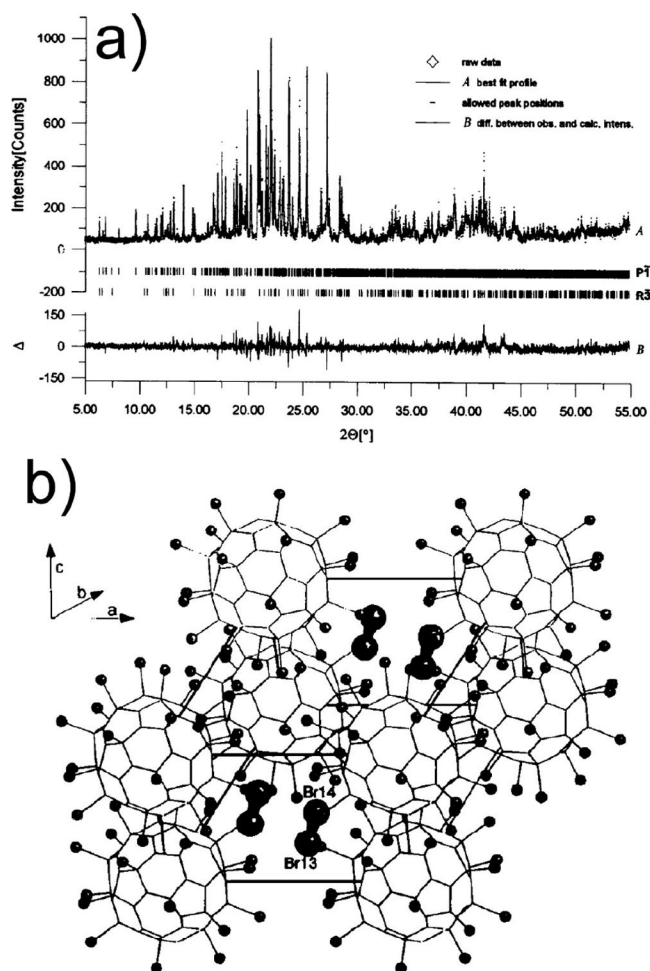 a)
Intensity[Counts]
1000
800
600
400
200
0
-200
150
0
-150
Δ
raw data
A best fit profile
allowed peak positions
B diff. between obs. and calc. intens.
A
P1̄
R3̄
B
5.00 10.00 15.00 20.00 25.00 30.00 35.00 40.00 45.00 50.00 55.00
2Θ[°]
b)
c
b
a
Br14
Br13